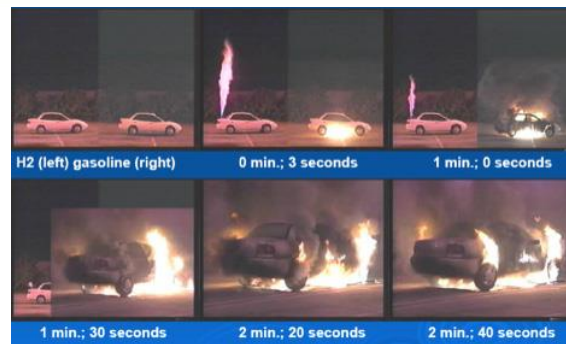 H2 (left) gasoline (right)
0 min.; 3 seconds
1 min.; 0 seconds
1 min.; 30 seconds
2 min.; 20 seconds
2 min.; 40 seconds